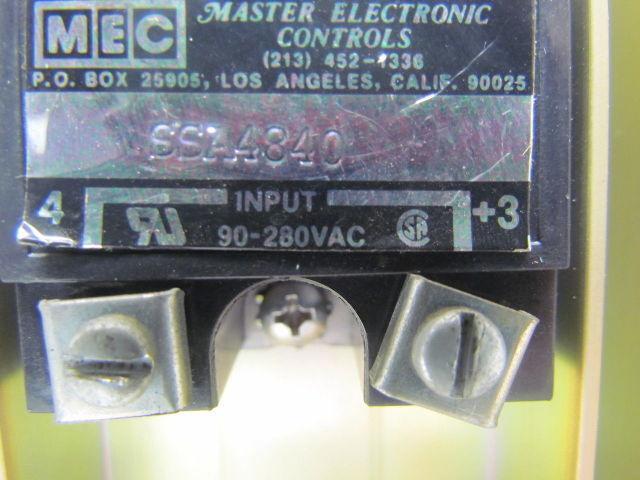 MEC
MASTER ELECTRONIC
CONTROLS
(213) 452-1336
P.O. BOX 25905, LOS ANGELES, CALIF. 90025
SSA4840
4 INPUT +3
90-280VAC